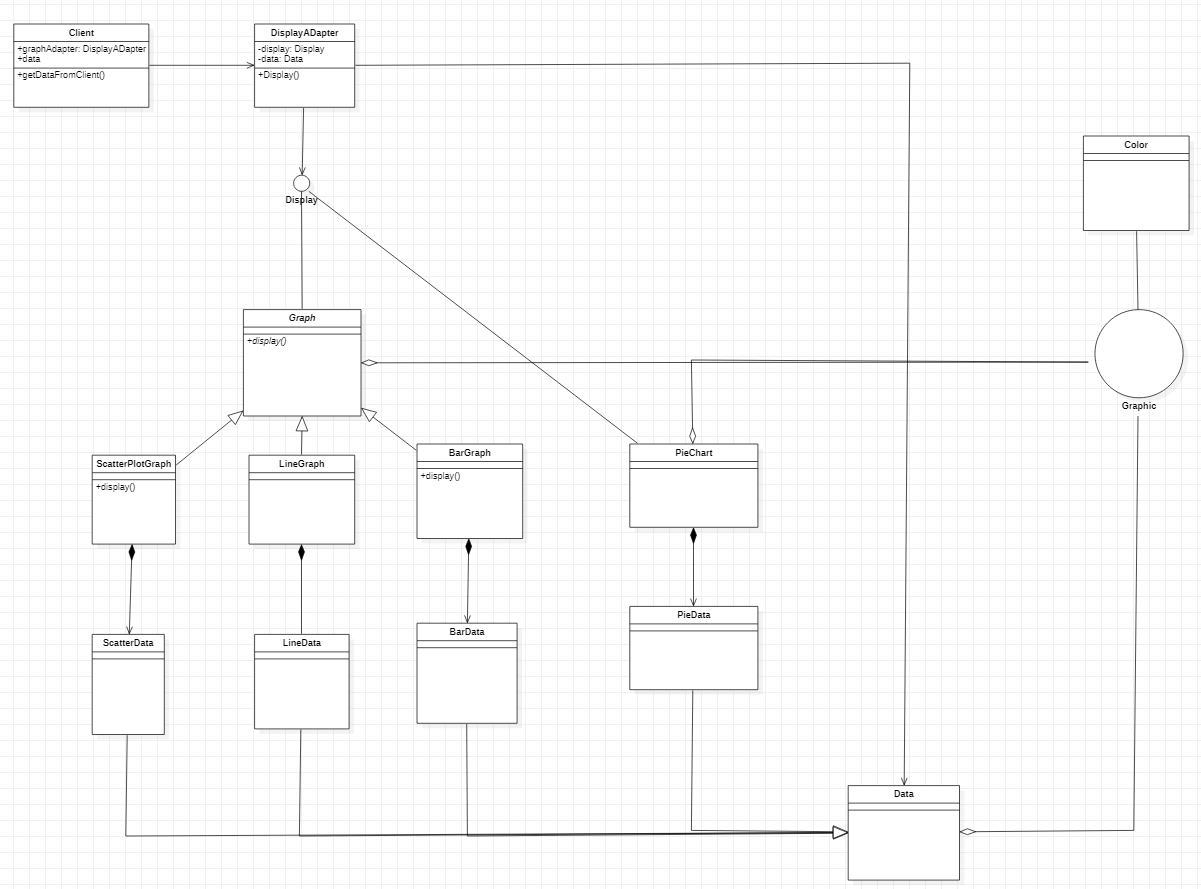 Client
+graphAdapter: DisplayADapter
+data
+getDataFromClient()
DisplayADapter
-display: Display
-data: Data
+Display()
Color
Display
Graph
+display()
Graphic
ScatterPlotGraph
+display()
LineGraph
BarGraph
+display()
PieChart
ScatterData
LineData
BarData
PieData
Data